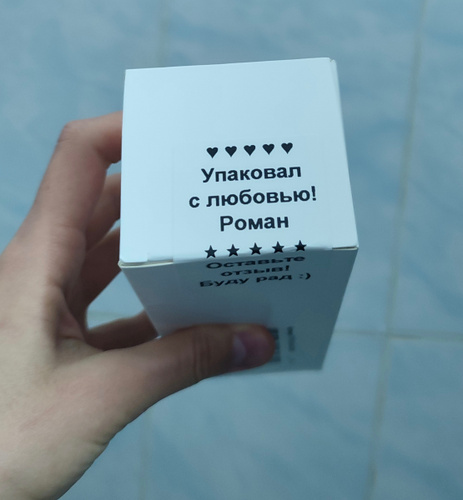 ♥♥♥♥♥
Упаковал
с любовью!
Роман
★★★★★
Оставьте
отзыв!
Буду рад :)